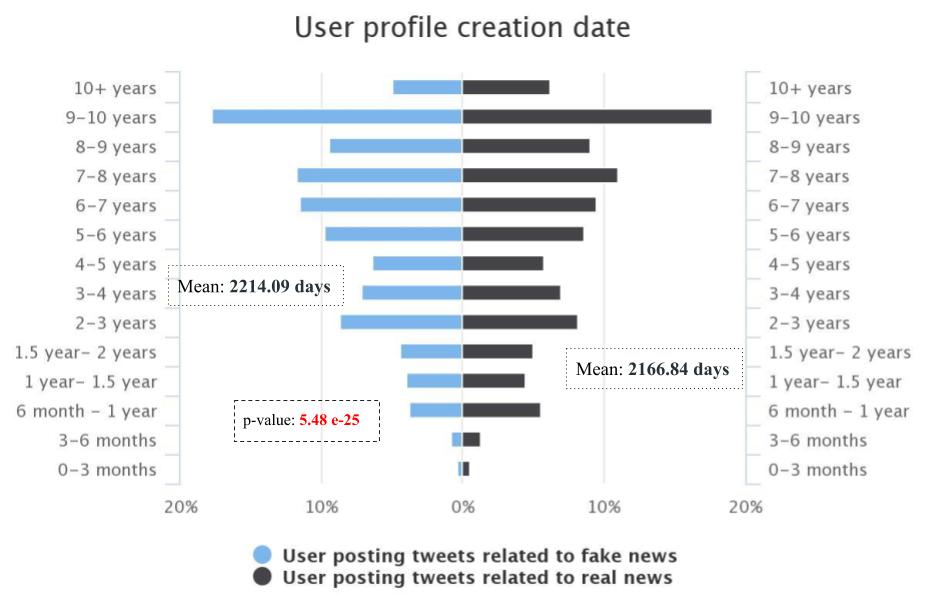 User profile creation date
10+ years 10+ years
9-10 years 9-10 years
8-9 years 8-9 years
7-8 years 7-8 years
6-7 years 6-7 years
5-6 years 5-6 years
4-5 years 4-5 years
Mean: 2214.09 days
3-4 years 3-4 years
2-3 years 2-3 years
1.5 year- 2 years 1.5 year- 2 years
Mean: 2166.84 days
1 year- 1.5 year 1 year- 1.5 year
6 month - 1 year 6 month - 1 year
p-value: 5.48 e-25
3-6 months 3-6 months
0-3 months 0-3 months
20% 10% 0% 10% 20%
User posting tweets related to fake news
User posting tweets related to real news